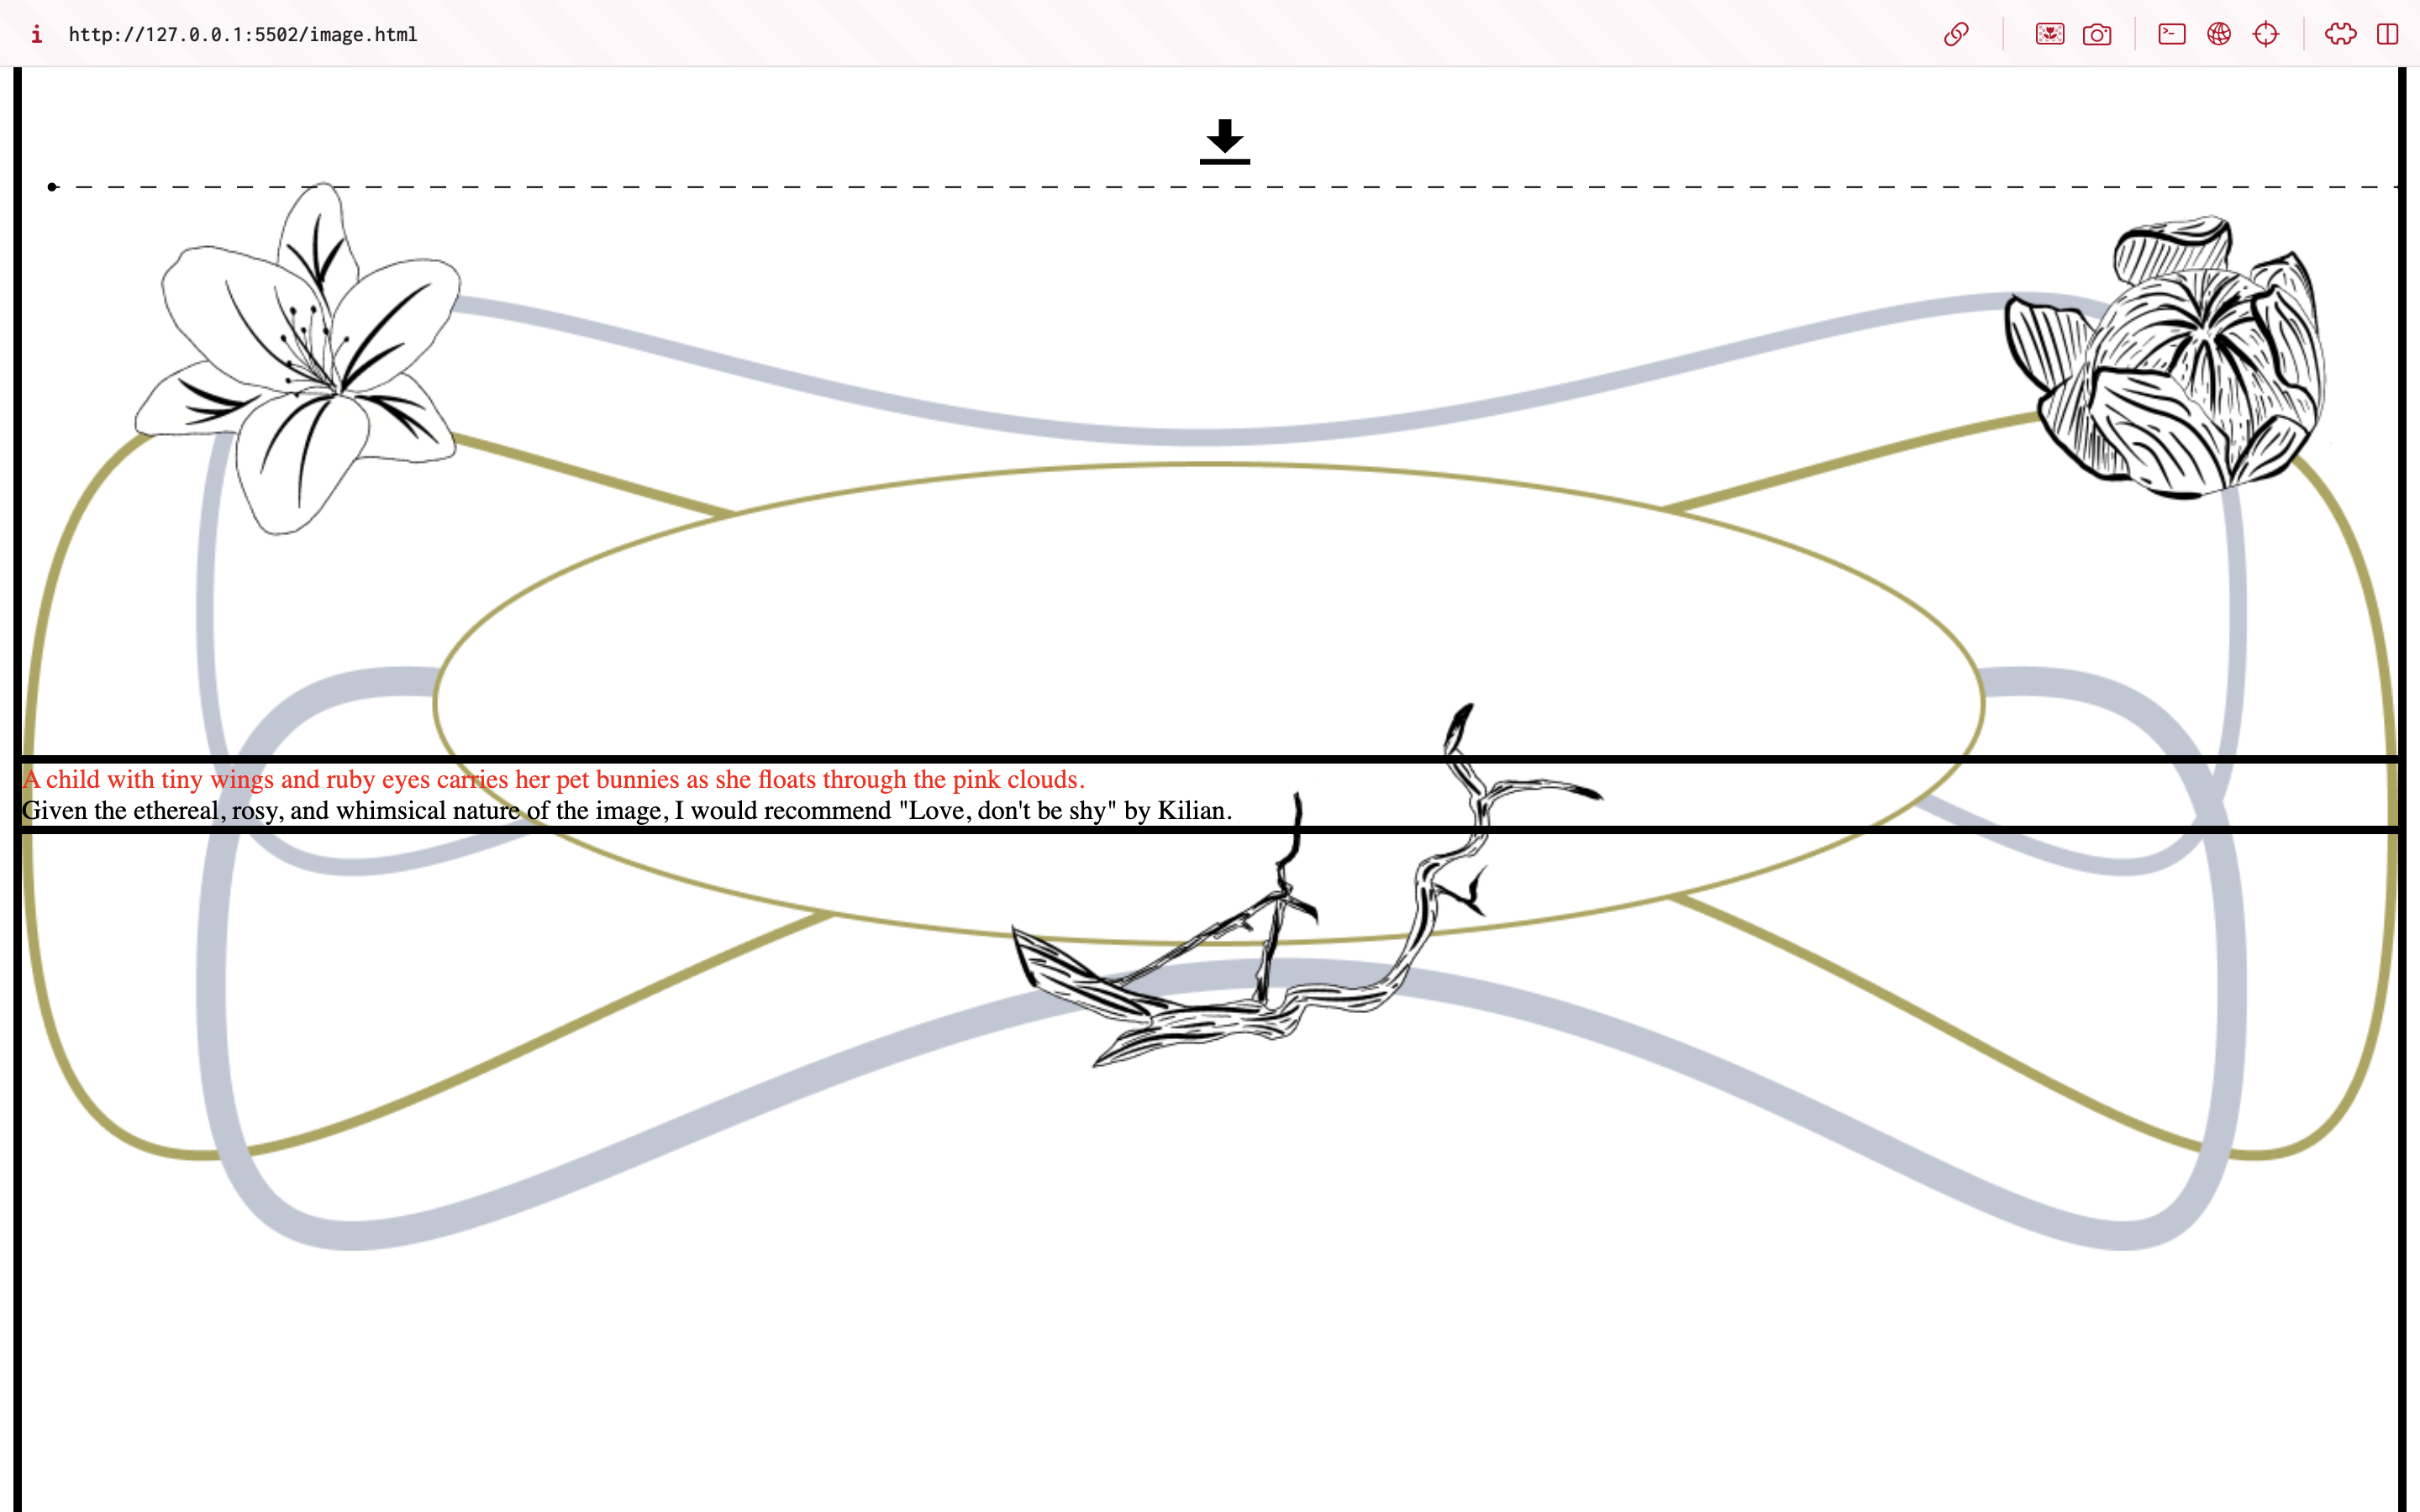 http://127.0.0.1:5502/image.html
A child with tiny wings and ruby eyes carries her pet bunnies as she floats through the pink clouds.
Given the ethereal, rosy, and whimsical nature of the image, I would recommend "Love, don't be shy" by Kilian.